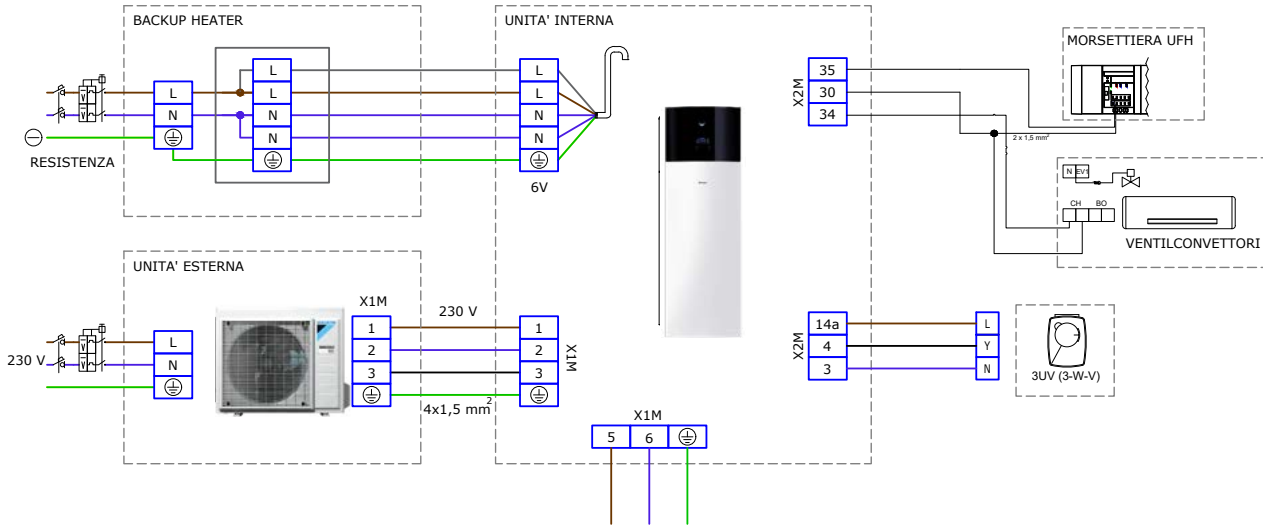 BACKUP HEATER
L
N
RESISTENZA
L
L
N
N
UNITA' INTERNA
L
L
N
N
6V
X2M
35
30
34
MORSETTIERA UFH
2 x 1,5 mm²
N EV1
CH BO
VENTILCONVETTORI
UNITA' ESTERNA
230 V
L
N
X1M
1
2
3
230 V
4x1,5 mm²
1
2
3
X1M
X2M
14a
4
3
L
Y
N
3UV (3-W-V)
X1M
5 6